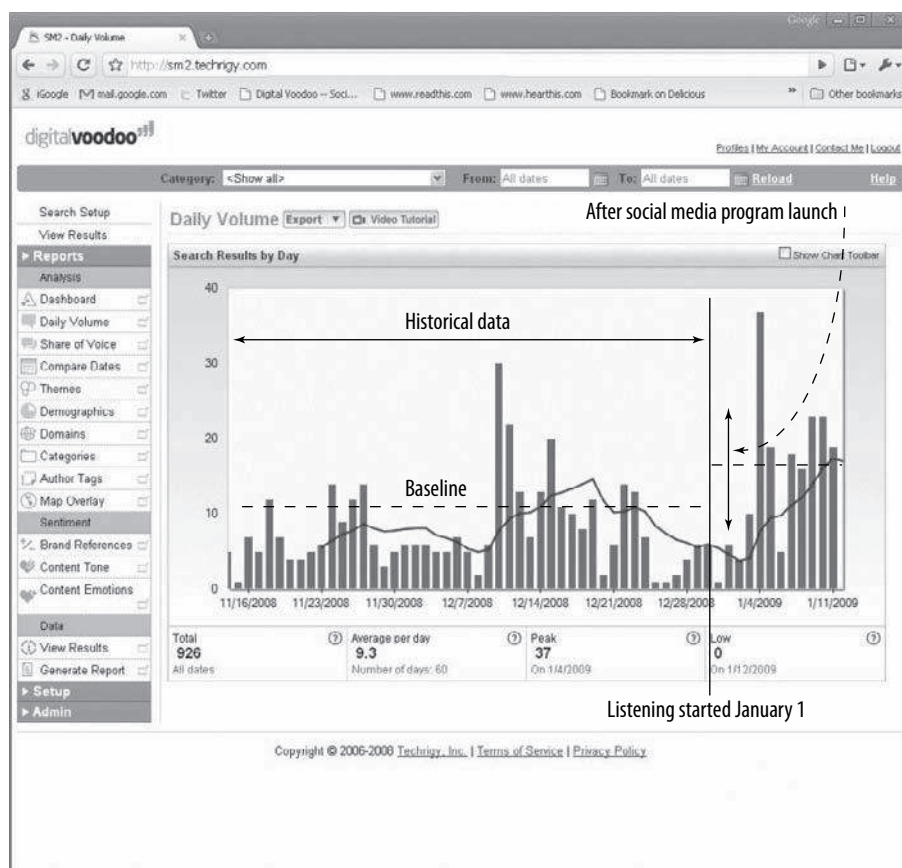 Google
SM2 - Daily Volume
http://sm2.techrigy.com
iGoogle mail.google.com Twitter Digital Voodoo -- Soci... www.readthis.com www.hearthis.com Bookmark on Delicious » Other bookmarks
digitalvoodoo
Profiles | My Account | Contact Me | Logout
Category: <Show all> From: All dates To: All dates Reload Help
Search Setup
View Results
Reports
Analysis
Dashboard
Daily Volume
Share of Voice
Compare Dates
Themes
Demographics
Domains
Categories
Author Tags
Map Overlay
Sentiment
Brand References
Content Tone
Content Emotions
Data
View Results
Generate Report
Setup
Admin
Daily Volume Export Video Tutorial
After social media program launch
Search Results by Day Show Chart Toolbar
40
30
20
10
0
Historical data
Baseline
11/16/2008 11/23/2008 11/30/2008 12/7/2008 12/14/2008 12/21/2008 12/28/2008 1/4/2009 1/11/2009
Total Average per day Peak Low
926 9.3 37 0
All dates Number of days: 60 On 1/4/2009 On 1/12/2009
Listening started January 1
Copyright © 2006-2008 Techrigy, Inc. | Terms of Service | Privacy Policy